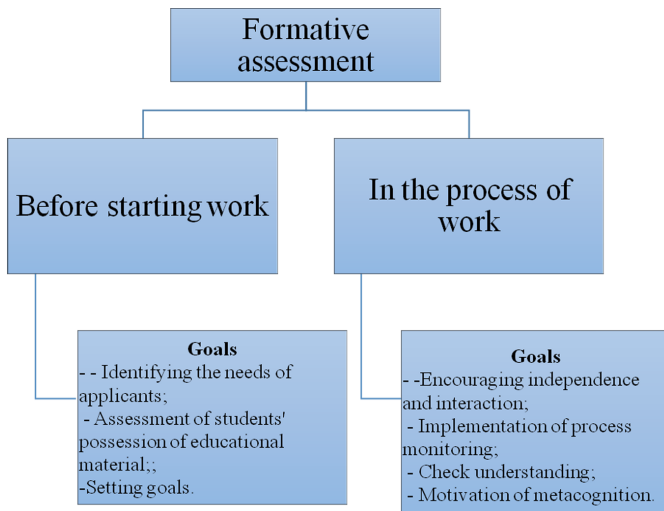 Formative
assessment
Before starting work
In the process of
work
Goals
- - Identifying the needs of
applicants;
- Assessment of students'
possession of educational
material;;
-Setting goals.
Goals
- -Encouraging independence
and interaction;
- Implementation of process
monitoring;
- Check understanding;
- Motivation of metacognition.